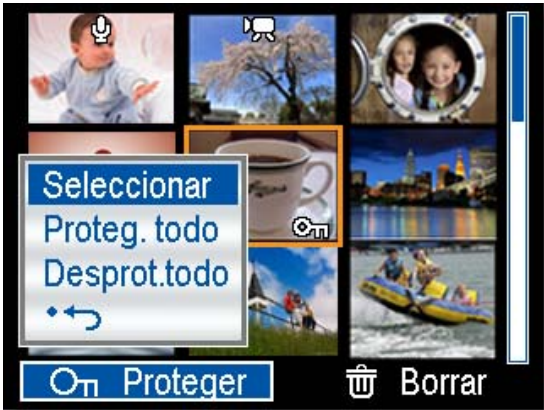 Seleccionar
Proteg. todo
Desprot.todo
Proteger
Borrar